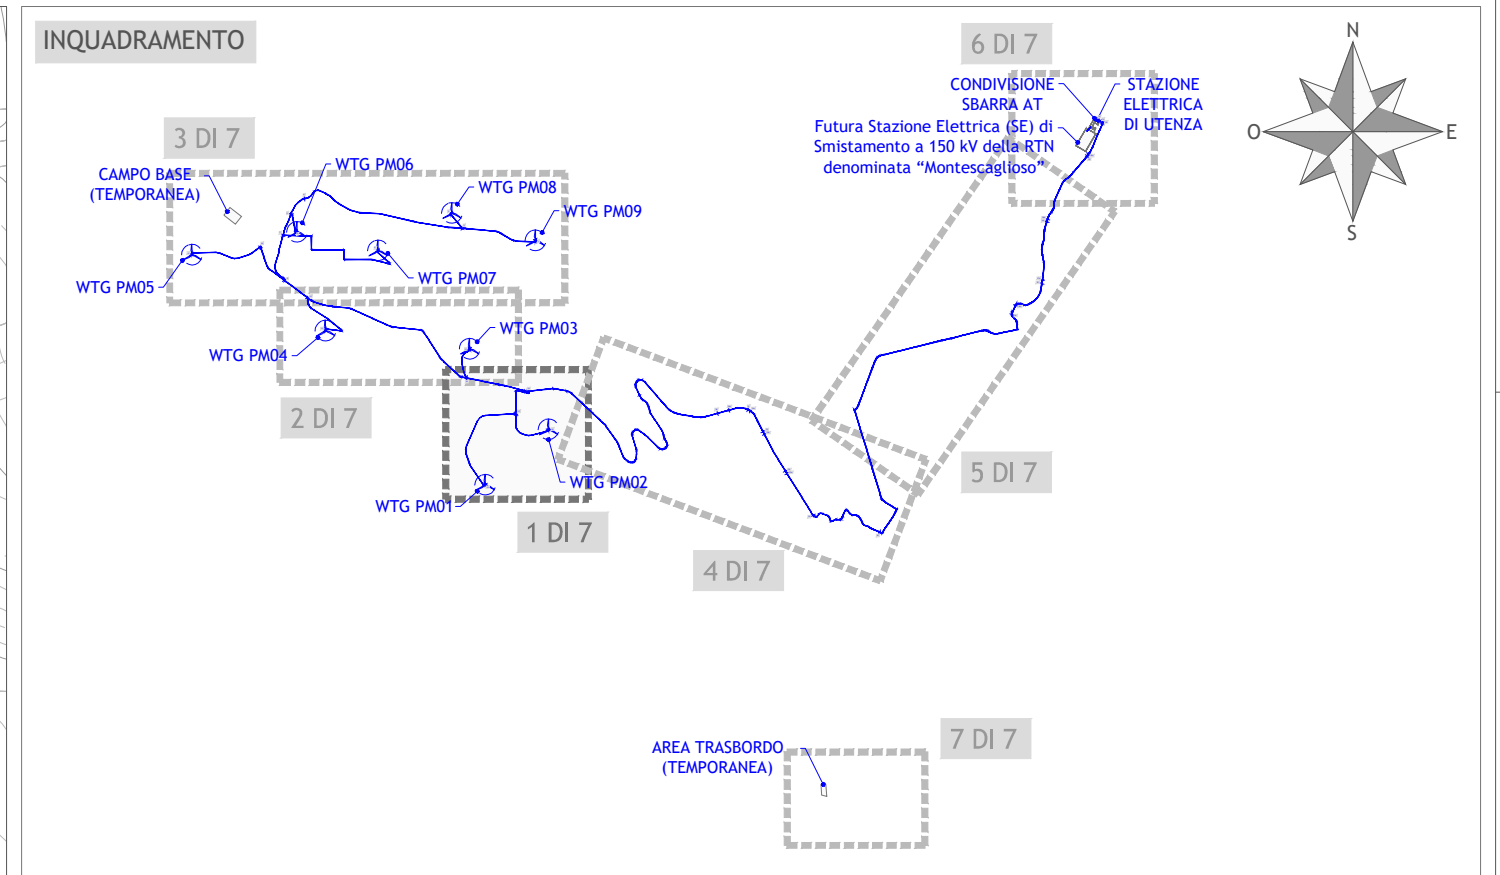 INQUADRAMENTO
6 DI 7
N
CONDIVISIONE
SBARRA AT
STAZIONE
ELETTRICA
DI UTENZA
Futura Stazione Elettrica (SE) di
Smistamento a 150 kV della RTN
denominata “Montescaglioso”
O
E
S
3 DI 7
CAMPO BASE
(TEMPORANEA)
WTG PM06
WTG PM08
WTG PM09
WTG PM07
WTG PM05
WTG PM03
WTG PM04
2 DI 7
WTG PM02
WTG PM01
5 DI 7
1 DI 7
4 DI 7
7 DI 7
AREA TRASBORDO
(TEMPORANEA)